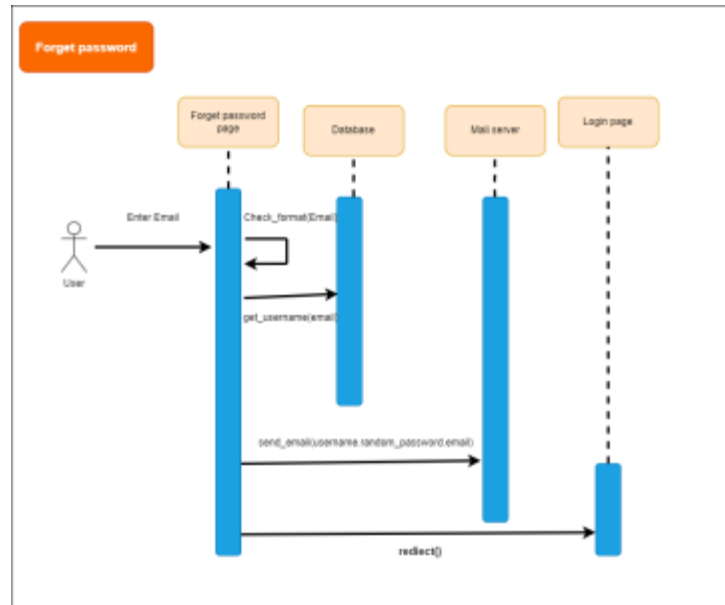 Forget password
Forget password
page
Database
Mail server
Login page
Enter Email
Check_format(Email)
User
get_username(email)
send_email(username.random_password.email)
rediect()